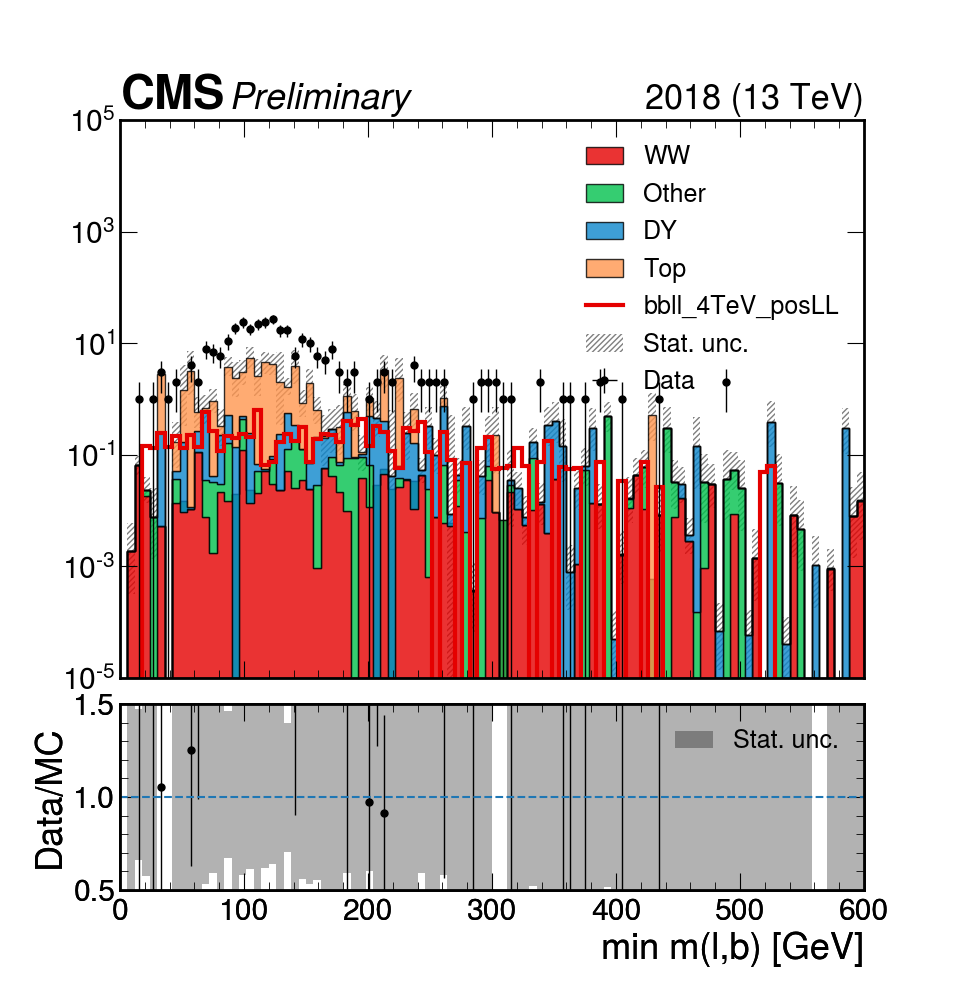 CMS Preliminary 2018 (13 TeV)
10^5
10^3
10^1
10^-1
10^-3
10^-5
WW
Other
DY
Top
bbll_4TeV_posLL
Stat. unc.
Data
Data/MC
1.5
1.0
0.5
Stat. unc.
0 100 200 300 400 500 600
min m(l,b) [GeV]